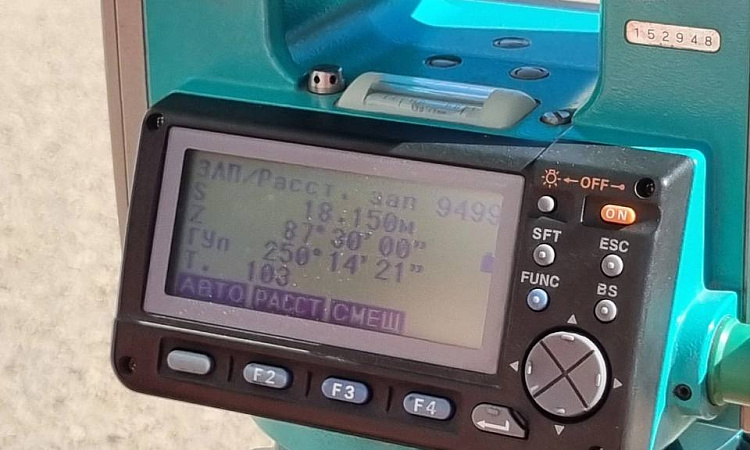 152948
ЗАП/Расст. зап 9499
S 18.150м
Z 87°30'00"
ГУп 250°14'21"
Т. 103
АВТО РАССТ СМЕЩ
←OFF→
ON
SFT
ESC
FUNC
BS
F2
F3
F4